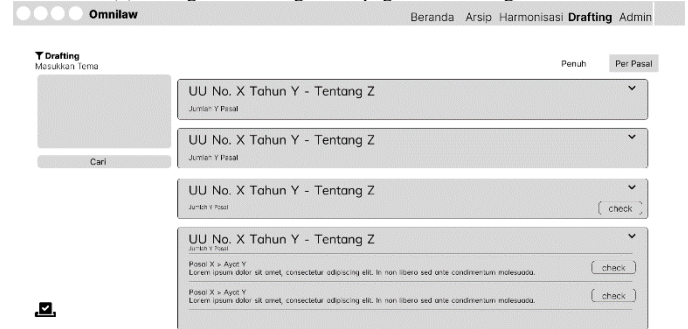 Omnilaw
Beranda Arsip Harmonisasi Drafting Admin
Drafting
Masukkan Tema
Cari
Penuh Per Pasal
UU No. X Tahun Y - Tentang Z
Jumlah Y Pasal
UU No. X Tahun Y - Tentang Z
Jumlah Y Pasal
UU No. X Tahun Y - Tentang Z
Jumlah Y Pasal
check
UU No. X Tahun Y - Tentang Z
Jumlah Y Pasal
Pasal X > Ayat Y
Lorem ipsum dolor sit amet, consectetur adipiscing elit. In non libero sed ante condimentum malesuada.
check
Pasal X > Ayat Y
Lorem ipsum dolor sit amet, consectetur adipiscing elit. In non libero sed ante condimentum malesuada.
check